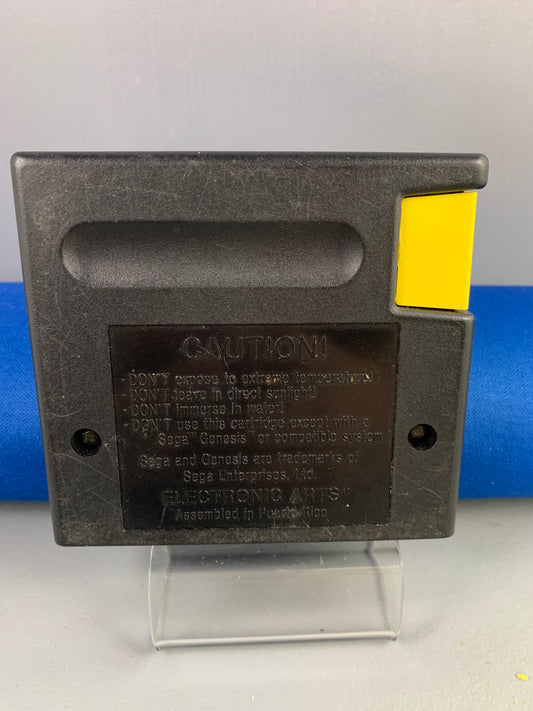 CAUTION!
- DON'T expose to extreme temperature!
- DON'T leave in direct sunlight!
- DON'T immerse in water!
- DON'T use this cartridge except with a
Sega™ Genesis™ or compatible system
Sega and Genesis are trademarks of
Sega Enterprises, Ltd.
ELECTRONIC ARTS®
Assembled in Puerto Rico